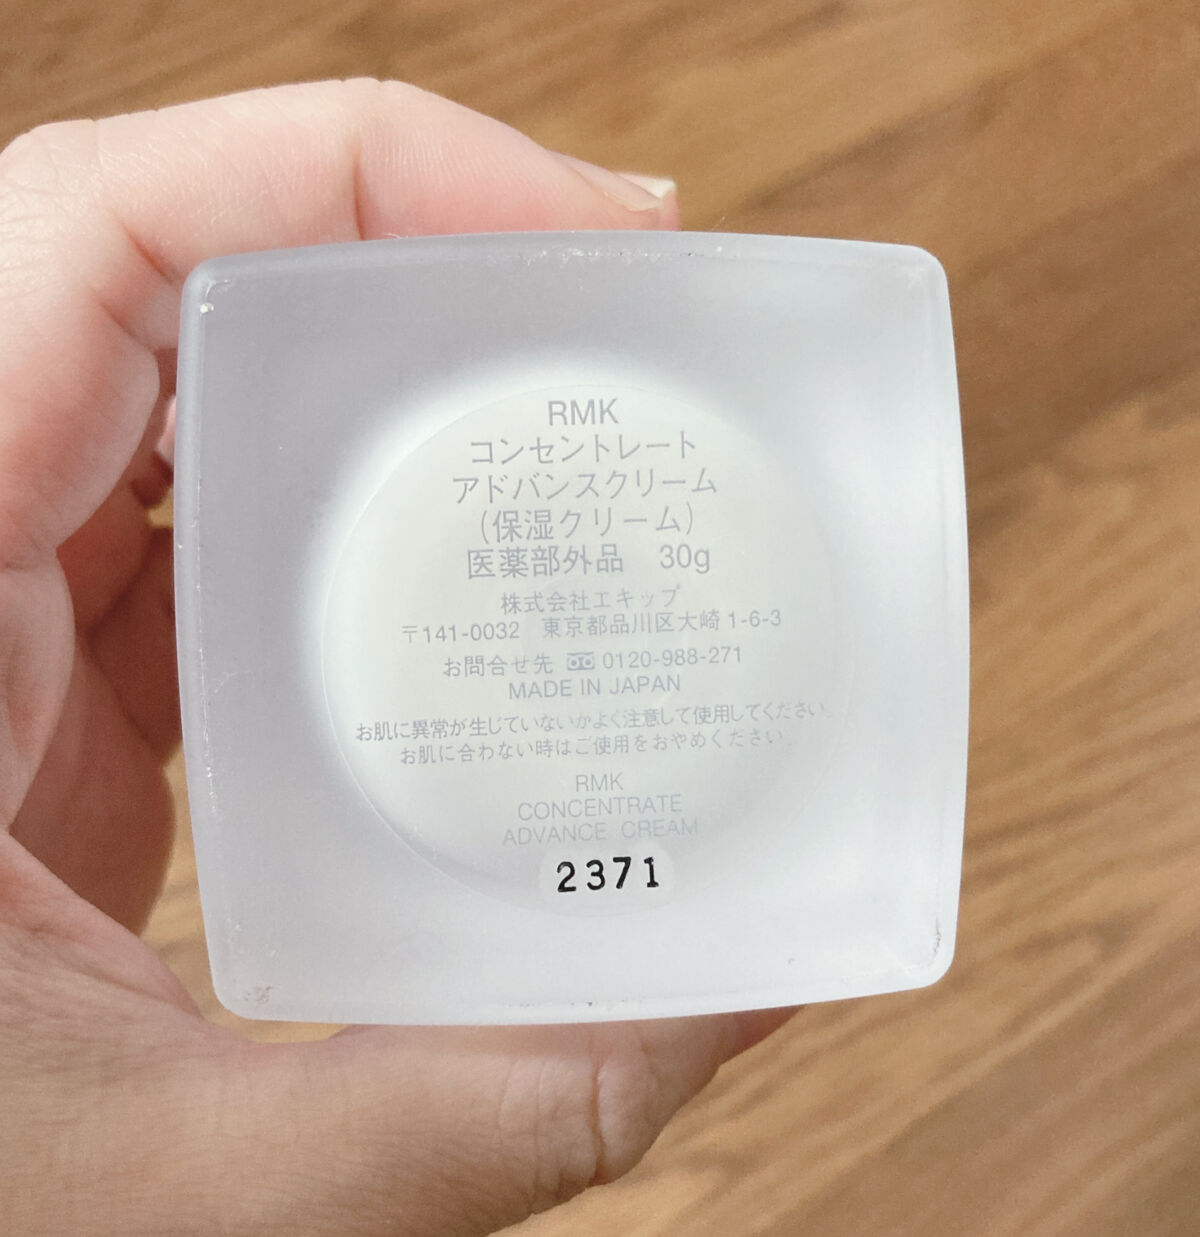 RMK
コンセントレート
アドバンスクリーム
(保湿クリーム)
医薬部外品　30g
株式会社エキップ
〒141-0032　東京都品川区大崎 1-6-3
お問合せ先 0120-988-271
MADE IN JAPAN
お肌に異常が生じていないかよく注意して使用してください。
お肌に合わない時はご使用をおやめください。
RMK
CONCENTRATE
ADVANCE CREAM
2371